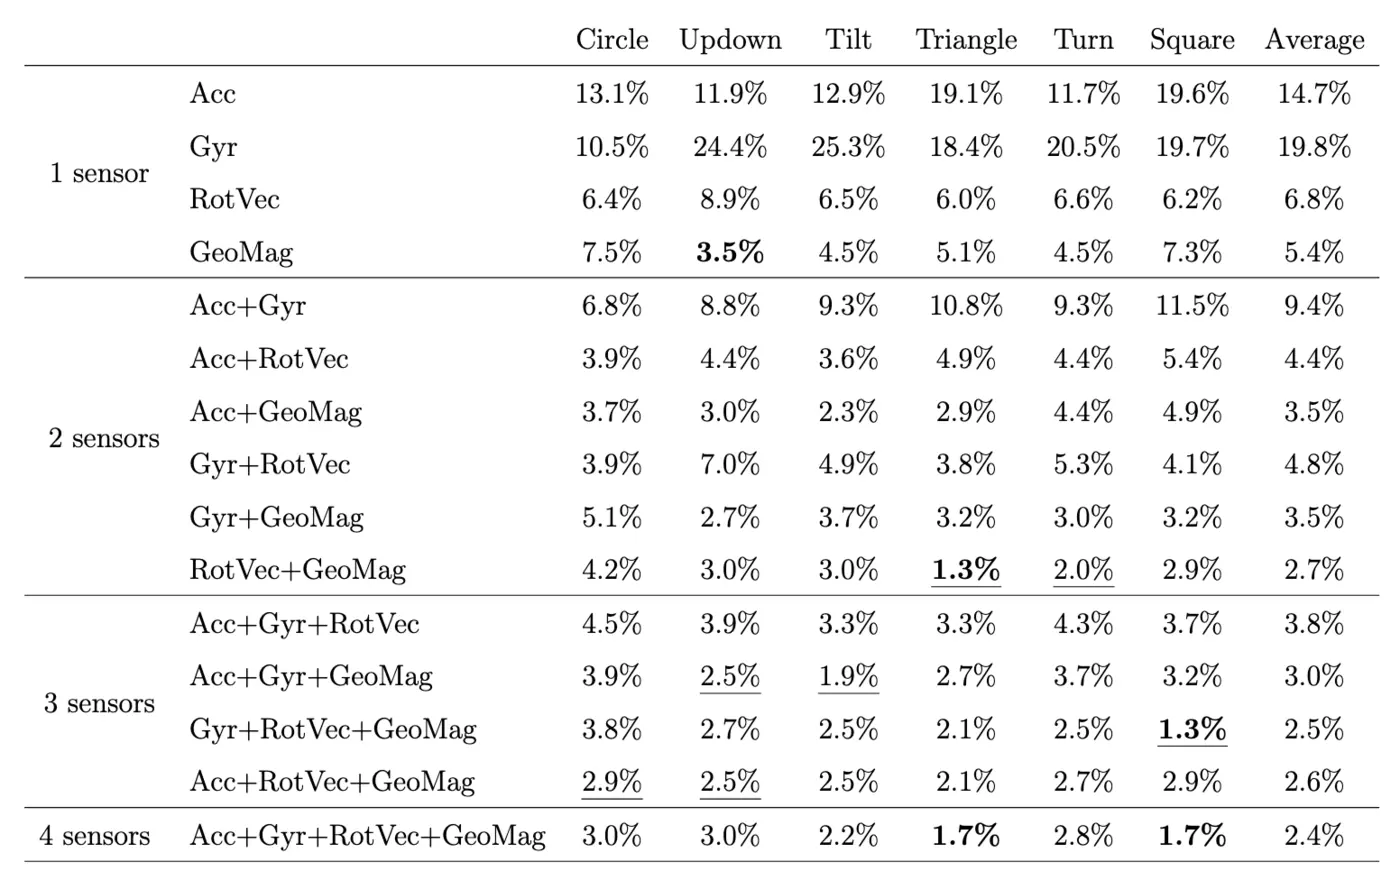 Circle Updown Tilt Triangle Turn Square Average
Acc 13.1% 11.9% 12.9% 19.1% 11.7% 19.6% 14.7%
Gyr 10.5% 24.4% 25.3% 18.4% 20.5% 19.7% 19.8%
1 sensor
RotVec 6.4% 8.9% 6.5% 6.0% 6.6% 6.2% 6.8%
GeoMag 7.5% 3.5% 4.5% 5.1% 4.5% 7.3% 5.4%
Acc+Gyr 6.8% 8.8% 9.3% 10.8% 9.3% 11.5% 9.4%
Acc+RotVec 3.9% 4.4% 3.6% 4.9% 4.4% 5.4% 4.4%
Acc+GeoMag 3.7% 3.0% 2.3% 2.9% 4.4% 4.9% 3.5%
2 sensors
Gyr+RotVec 3.9% 7.0% 4.9% 3.8% 5.3% 4.1% 4.8%
Gyr+GeoMag 5.1% 2.7% 3.7% 3.2% 3.0% 3.2% 3.5%
RotVec+GeoMag 4.2% 3.0% 3.0% 1.3% 2.0% 2.9% 2.7%
Acc+Gyr+RotVec 4.5% 3.9% 3.3% 3.3% 4.3% 3.7% 3.8%
Acc+Gyr+GeoMag 3.9% 2.5% 1.9% 2.7% 3.7% 3.2% 3.0%
3 sensors
Gyr+RotVec+GeoMag 3.8% 2.7% 2.5% 2.1% 2.5% 1.3% 2.5%
Acc+RotVec+GeoMag 2.9% 2.5% 2.5% 2.1% 2.7% 2.9% 2.6%
4 sensors Acc+Gyr+RotVec+GeoMag 3.0% 3.0% 2.2% 1.7% 2.8% 1.7% 2.4%